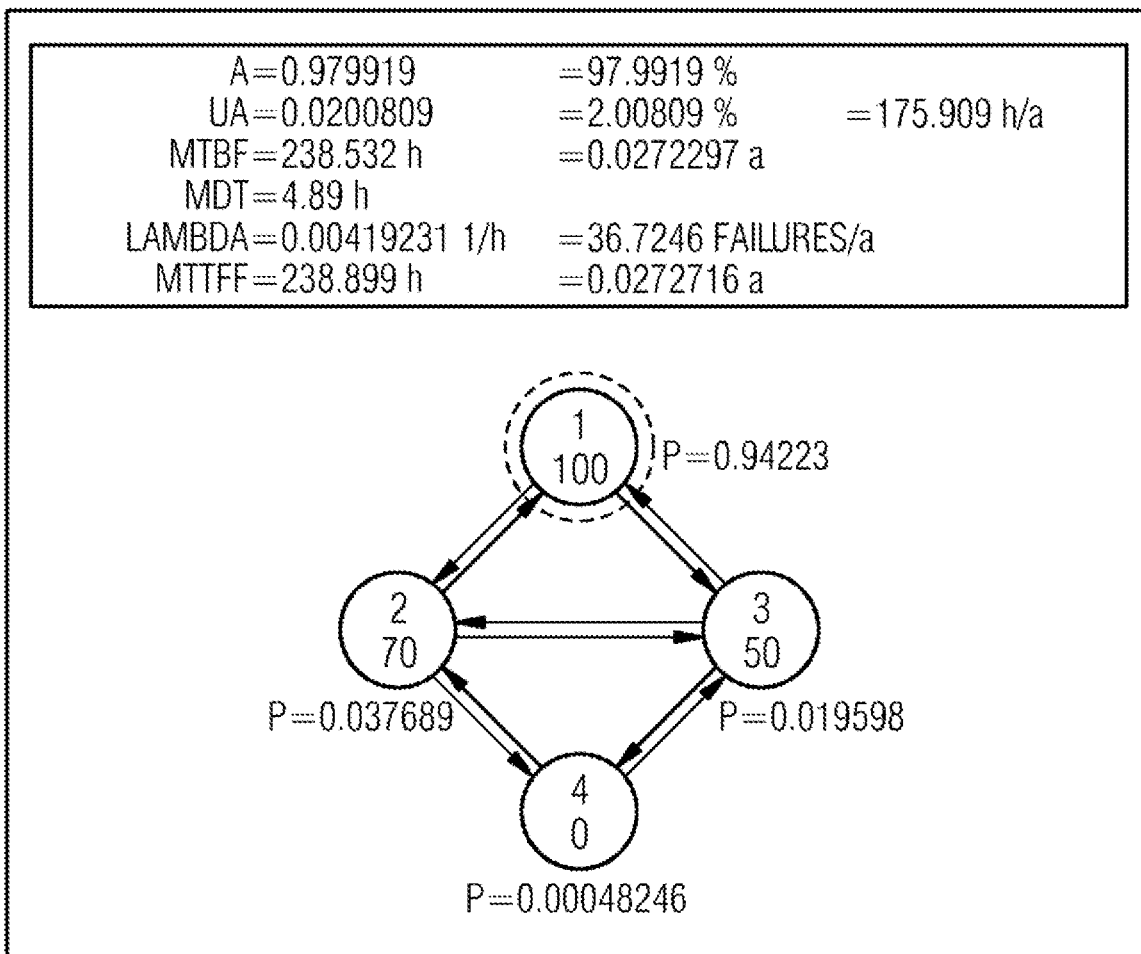 A=0.979919 =97.9919 %
UA=0.0200809 =2.00809 % =175.909 h/a
MTBF=238.532 h =0.0272297 a
MDT=4.89 h
LAMBDA=0.00419231 1/h =36.7246 FAILURES/a
MTTFF=238.899 h =0.0272716 a
1
100
P=0.94223
2
70
P=0.037689
3
50
P=0.019598
4
0
P=0.00048246